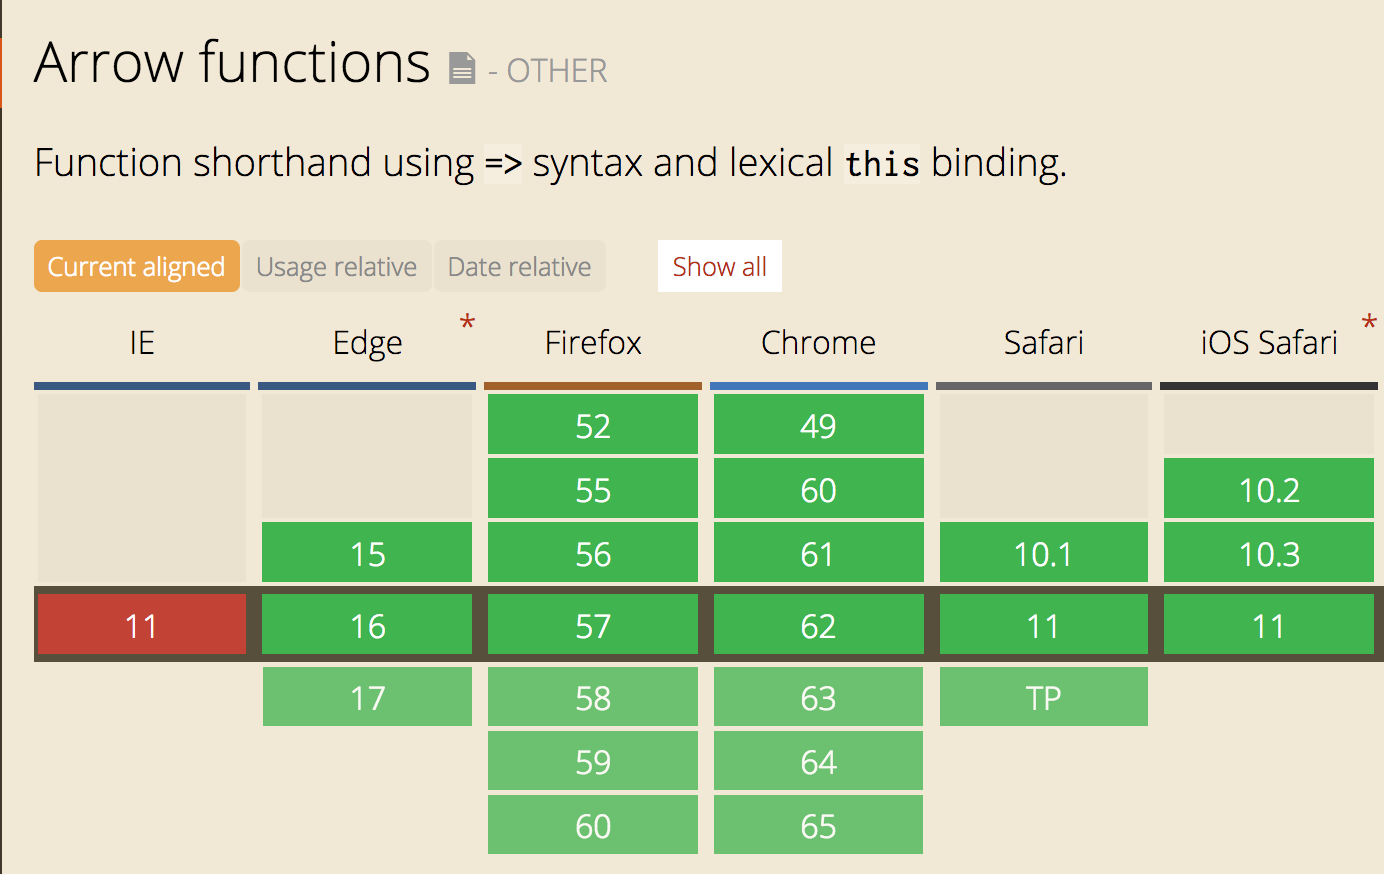 Arrow functions - OTHER
Function shorthand using => syntax and lexical this binding.
Current aligned Usage relative Date relative Show all
IE Edge * Firefox Chrome Safari iOS Safari *
52 49
55 60 10.2
15 56 61 10.1 10.3
11 16 57 62 11 11
17 58 63 TP
59 64
60 65